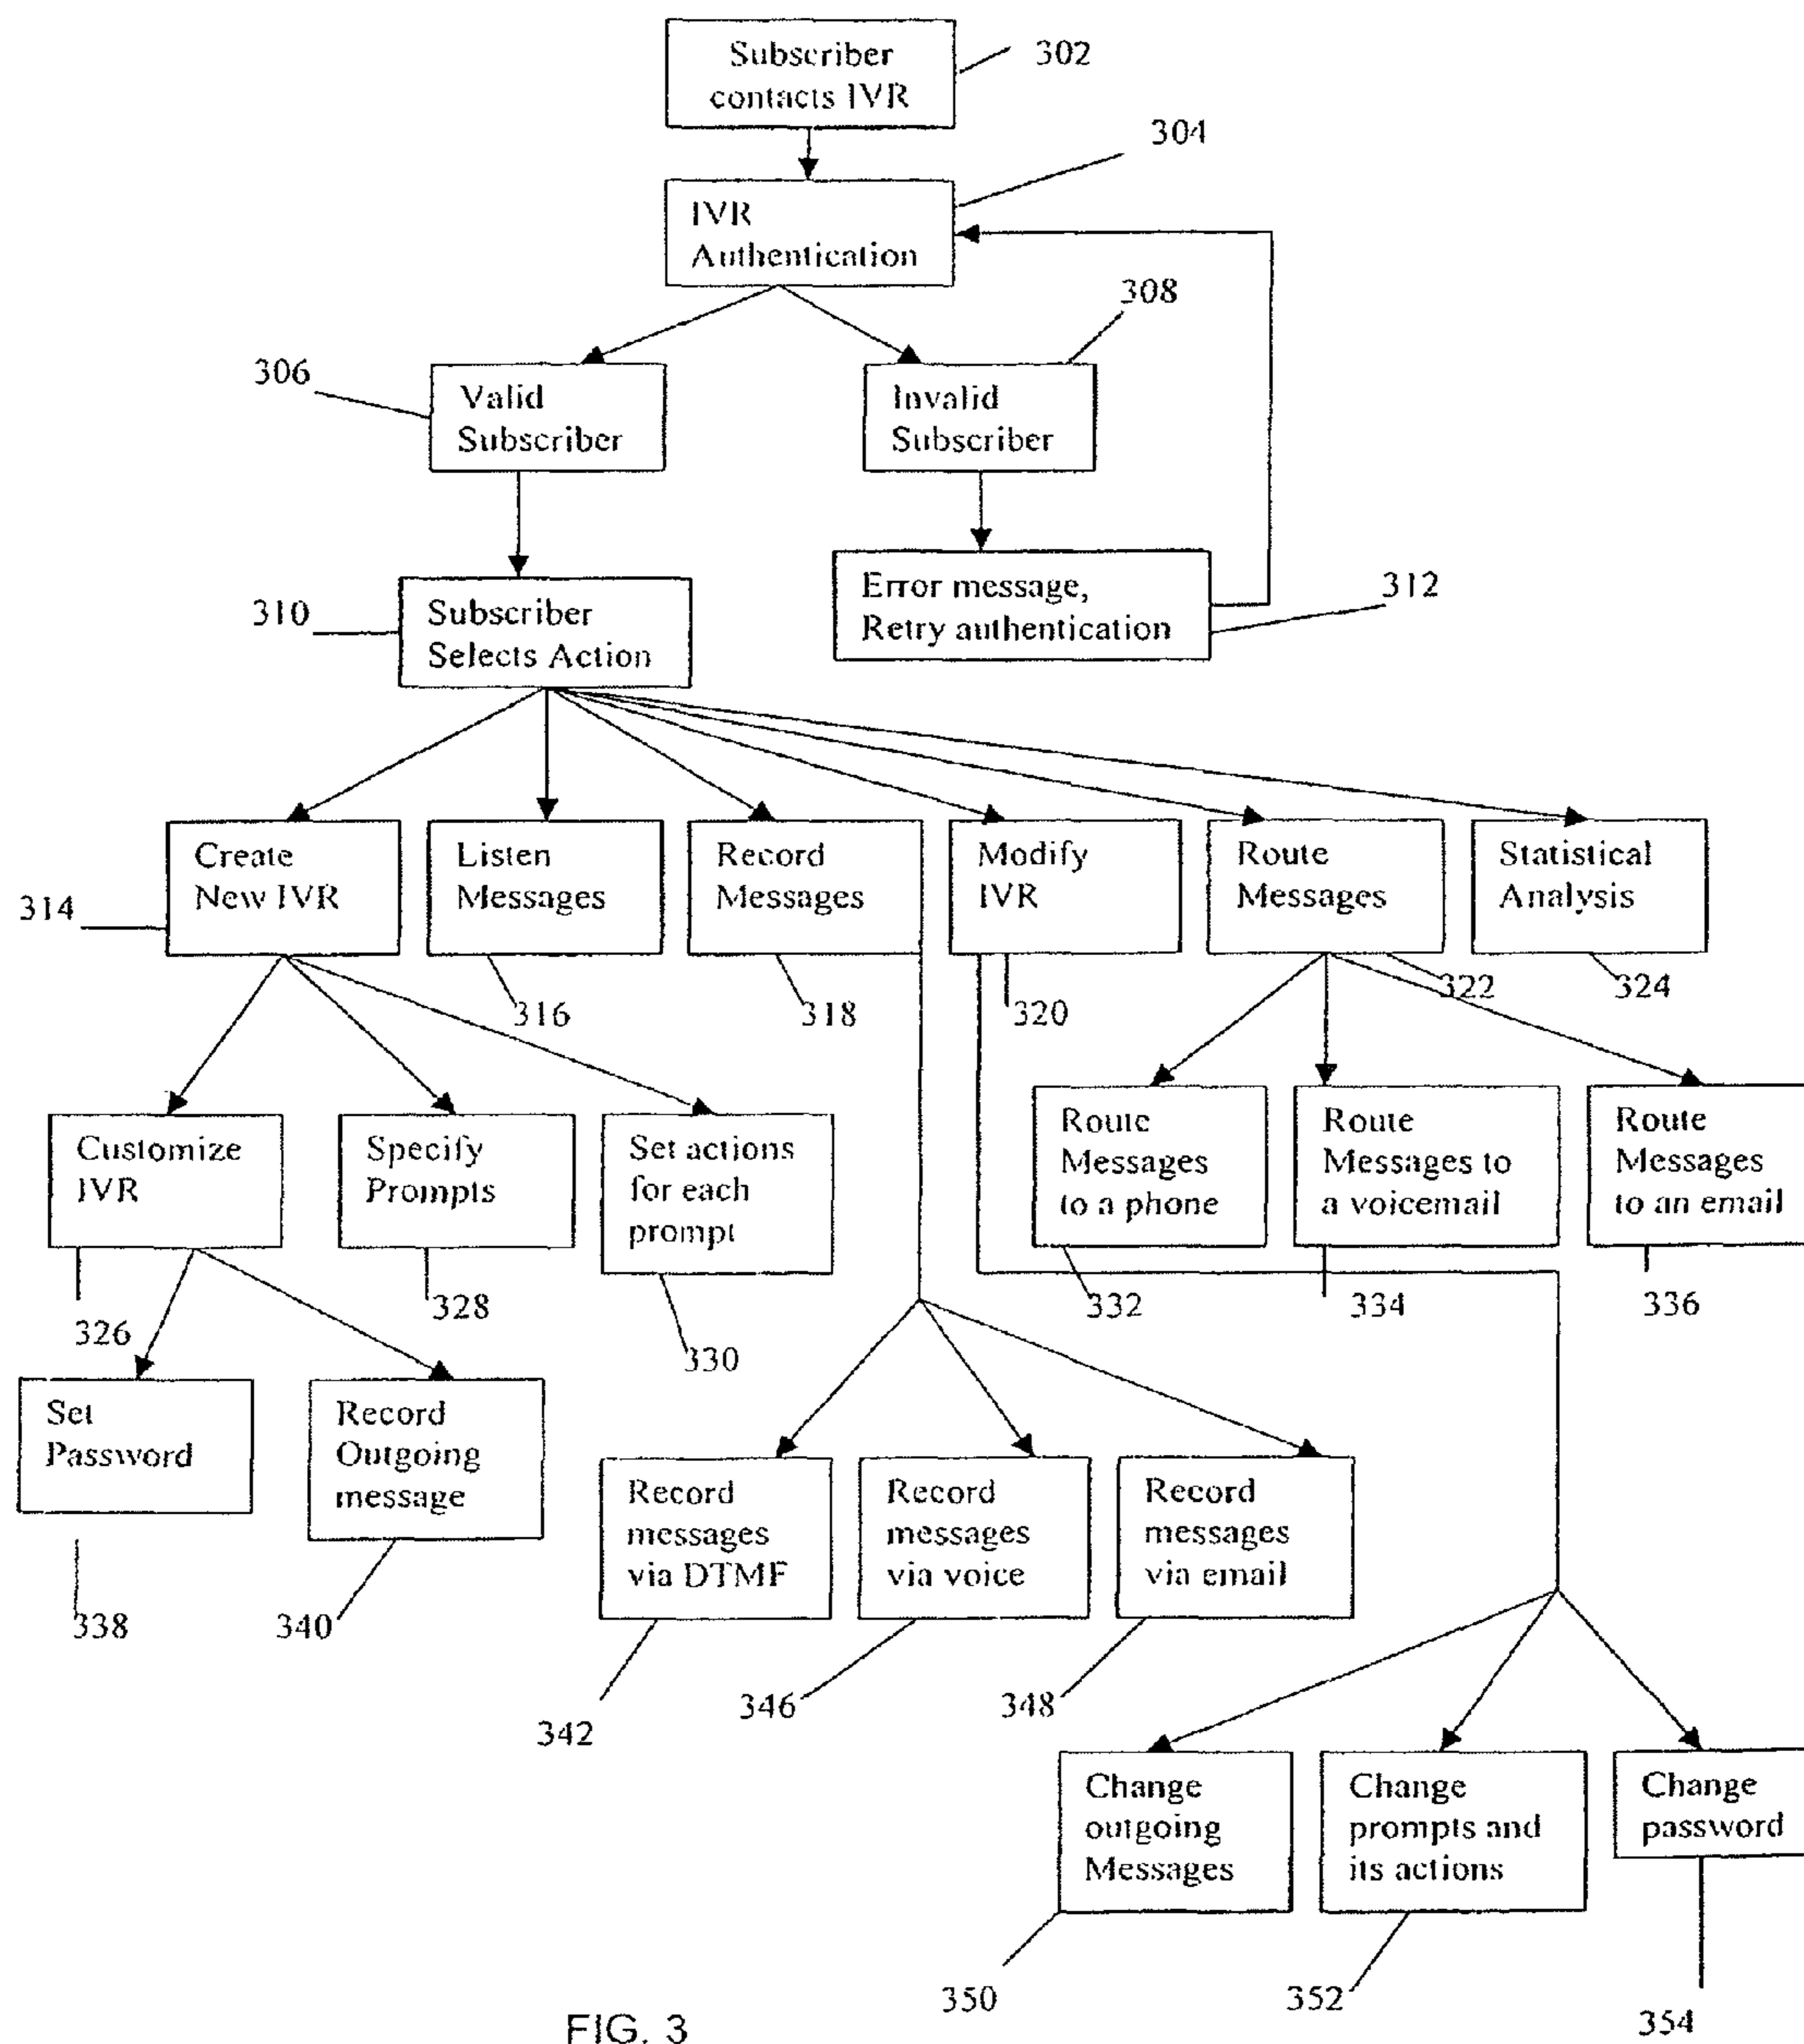 Subscriber
contacts IVR
302
304
IVR
Authentication
308
306
Valid
Subscriber
Invalid
Subscriber
310
Subscriber
Selects Action
Error message,
Retry authentication
312
Create
New IVR
Listen
Messages
Record
Messages
Modify
IVR
Route
Messages
Statistical
Analysis
314
316
318
320
322
324
Customize
IVR
Specify
Prompts
Set actions
for each
prompt
Route
Messages
to a phone
Route
Messages to
a voicemail
Route
Messages
to an email
326
328
330
332
334
336
Set
Password
Record
Outgoing
message
Record
messages
via DTMF
Record
messages
via voice
Record
messages
via email
338
340
342
346
348
Change
outgoing
Messages
Change
prompts and
its actions
Change
password
350
352
354
FIG. 3